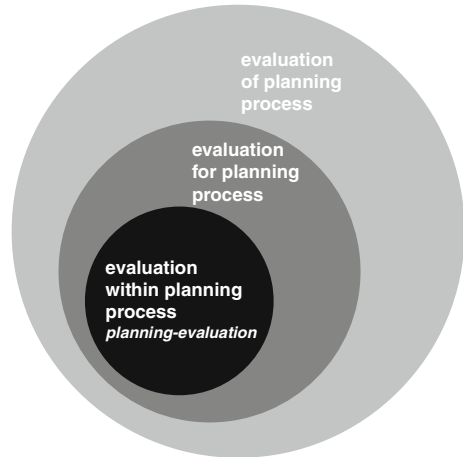 evaluation
of planning
process
evaluation
for planning
process
evaluation
within planning
process
planning-evaluation